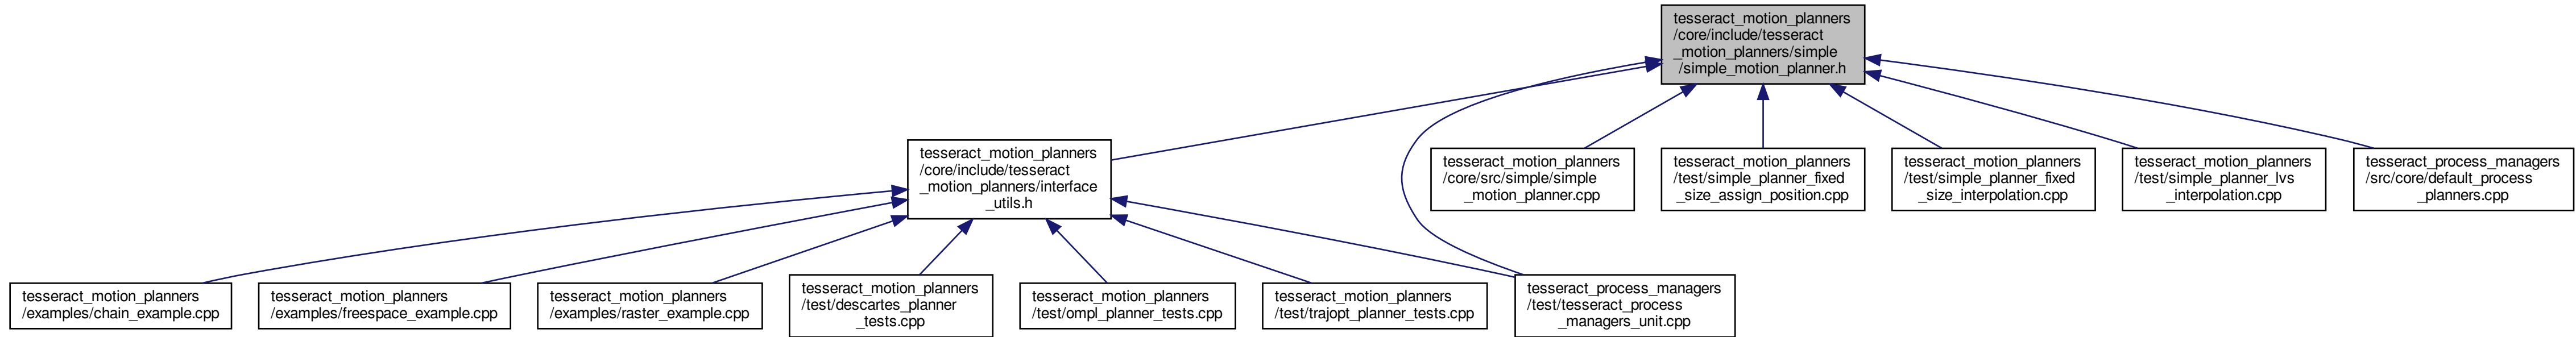 tesseract_motion_planners
/core/include/tesseract
_motion_planners/simple
/simple_motion_planner.h
tesseract_motion_planners
/core/include/tesseract
_motion_planners/interface
_utils.h
tesseract_motion_planners
/core/src/simple/simple
_motion_planner.cpp
tesseract_motion_planners
/test/simple_planner_fixed
_size_assign_position.cpp
tesseract_motion_planners
/test/simple_planner_fixed
_size_interpolation.cpp
tesseract_motion_planners
/test/simple_planner_lvs
_interpolation.cpp
tesseract_process_managers
/src/core/default_process
_planners.cpp
tesseract_motion_planners
/examples/chain_example.cpp
tesseract_motion_planners
/examples/freespace_example.cpp
tesseract_motion_planners
/examples/raster_example.cpp
tesseract_motion_planners
/test/descartes_planner
_tests.cpp
tesseract_motion_planners
/test/ompl_planner_tests.cpp
tesseract_motion_planners
/test/trajopt_planner_tests.cpp
tesseract_process_managers
/test/tesseract_process
_managers_unit.cpp